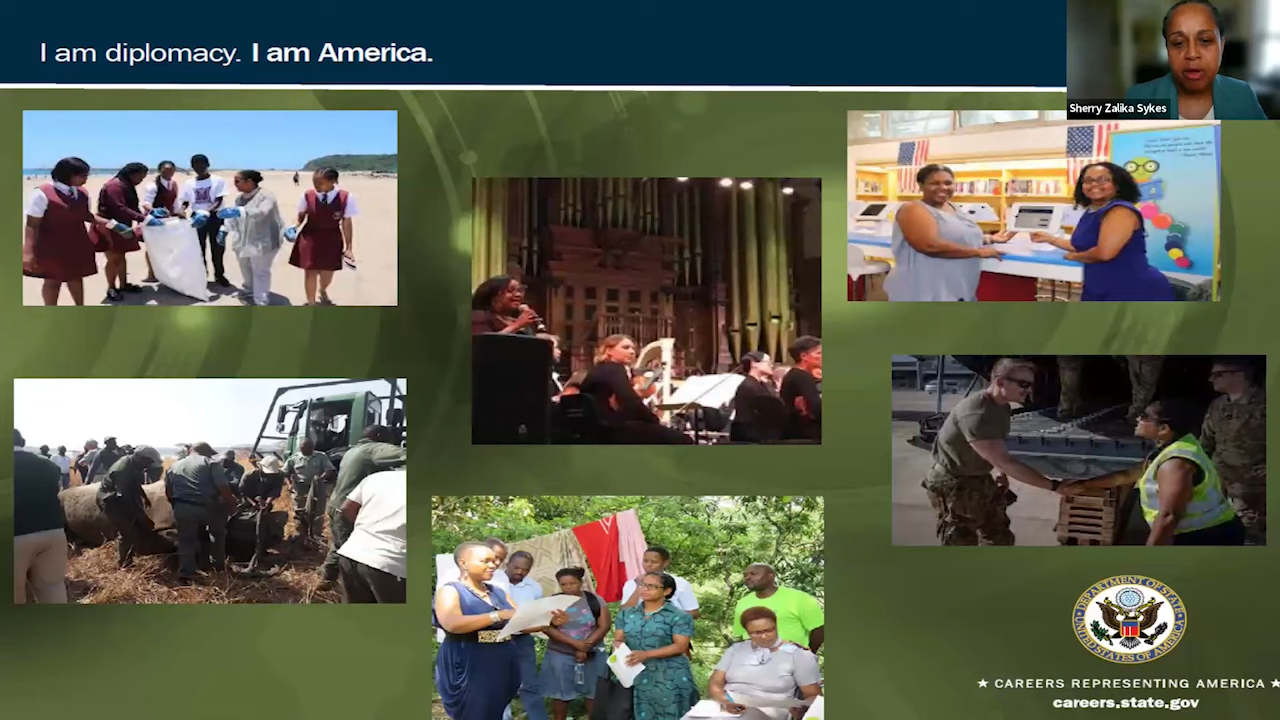 I am diplomacy. I am America.
Sherry Zalika Sykes
DEPARTMENT OF STATE
UNITED STATES OF AMERICA
★ CAREERS REPRESENTING AMERICA ★
careers.state.gov